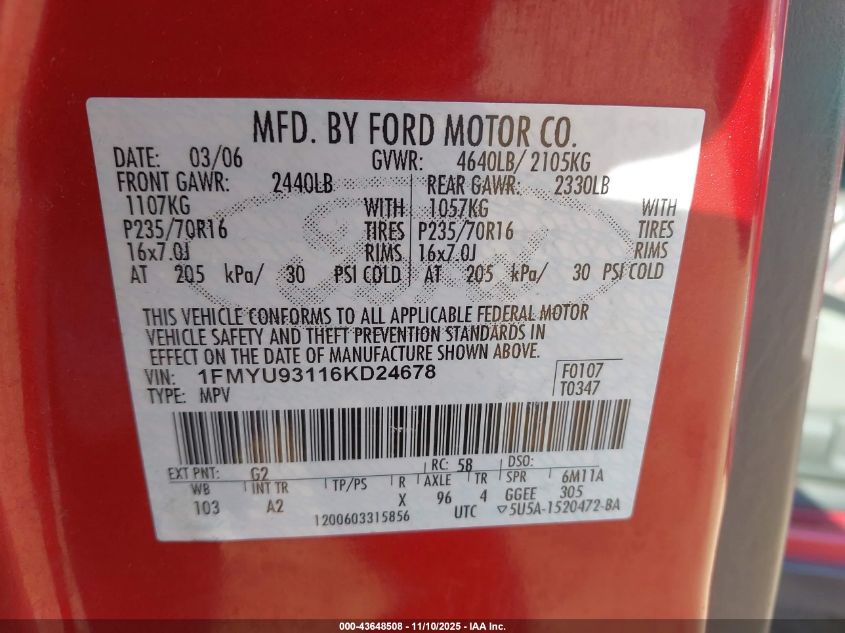 MFD. BY FORD MOTOR CO.
DATE: 03/06 GVWR: 4640LB/ 2105KG
FRONT GAWR: 2440LB REAR GAWR: 2330LB
1107KG WITH 1057KG WITH
P235/70R16 TIRES P235/70R16 TIRES
16x7.0J RIMS 16x7.0J RIMS
AT 205 kPa/ 30 PSI COLD AT 205 kPa/ 30 PSI COLD
THIS VEHICLE CONFORMS TO ALL APPLICABLE FEDERAL MOTOR
VEHICLE SAFETY AND THEFT PREVENTION STANDARDS IN
EFFECT ON THE DATE OF MANUFACTURE SHOWN ABOVE.
VIN: 1FMYU93116KD24678 F0107
TYPE: MPV T0347
EXT PNT: G2 RC: 58 DSO:
WB INT TR TP/PS R AXLE TR SPR 6M11A
103 A2 X 96 4 GGEE 305
1200603315856 UTC ▽5U5A-1520472-BA
000-43648508 - 11/10/2025 - IAA Inc.